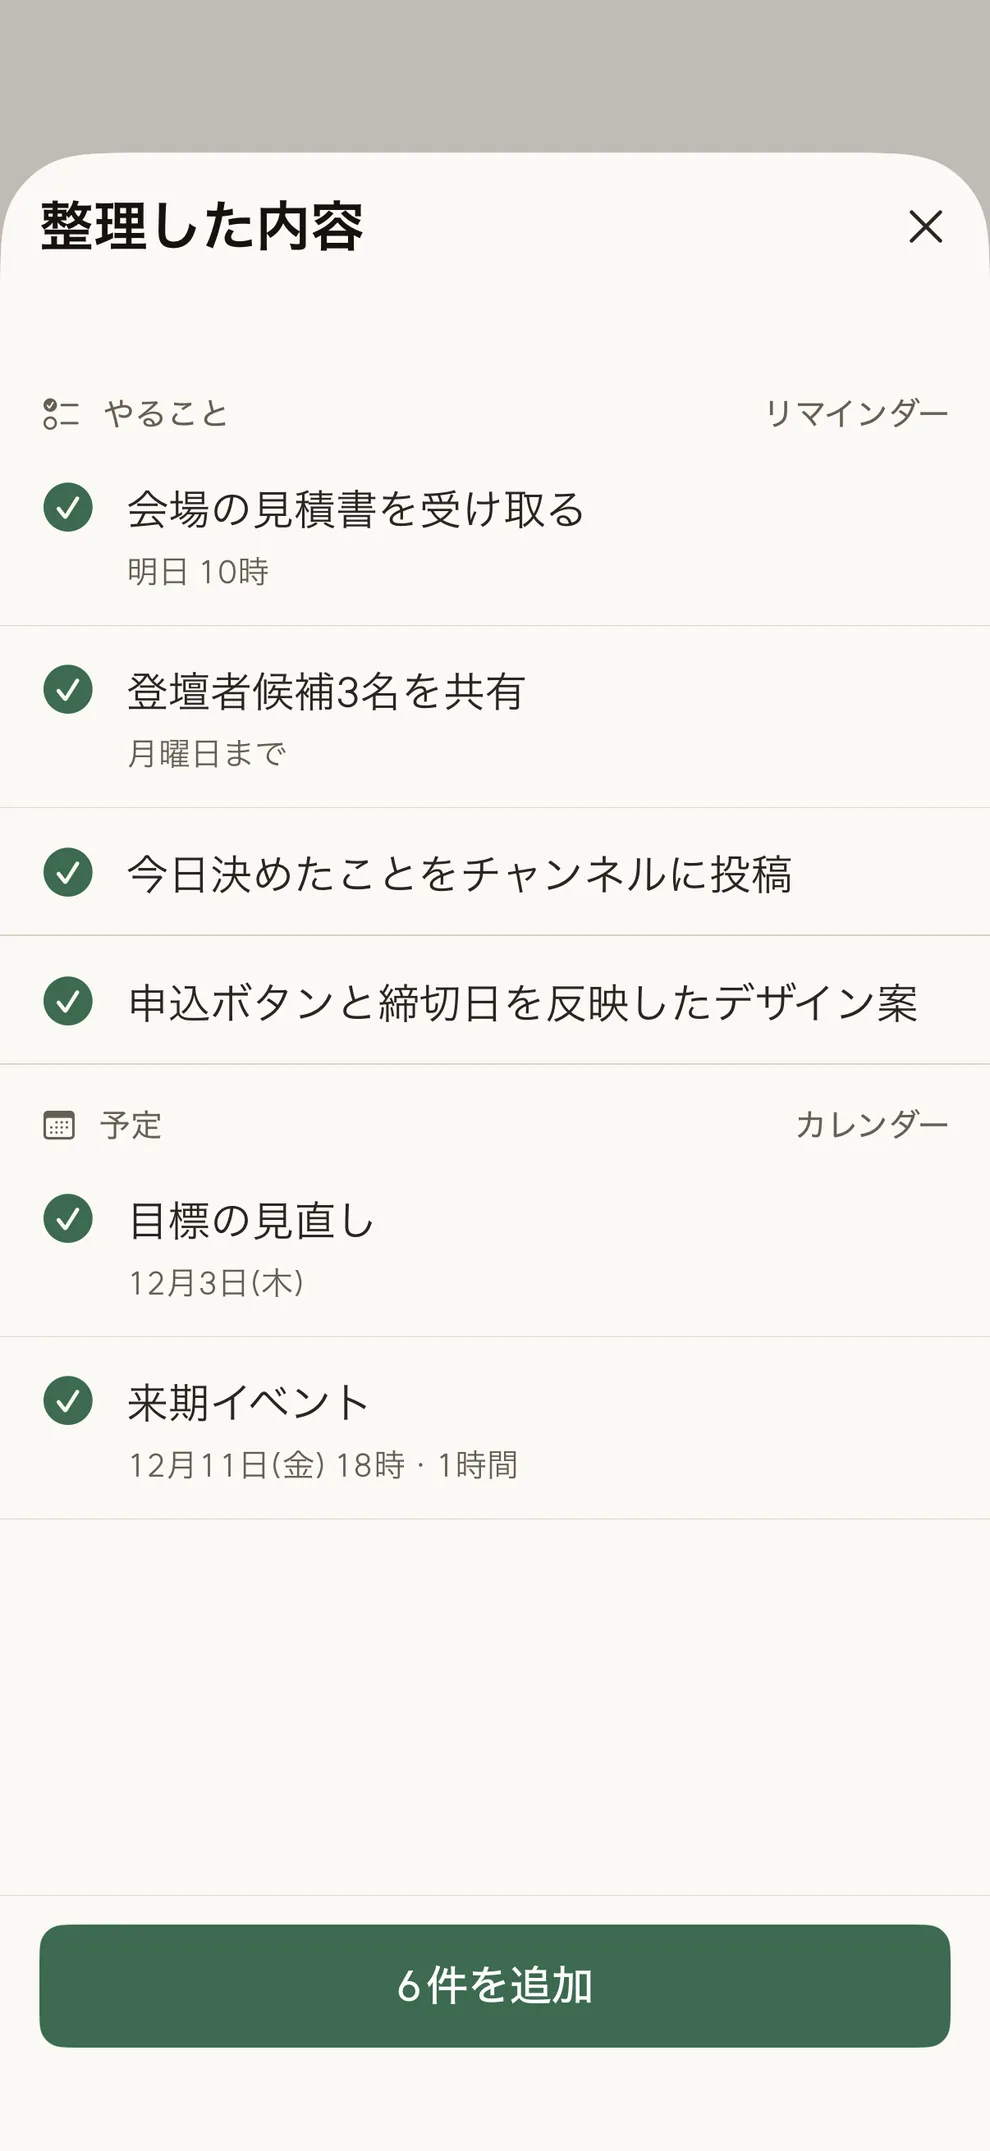 整理した内容
やること リマインダー
会場の見積書を受け取る
明日 10時
登壇者候補3名を共有
月曜日まで
今日決めたことをチャンネルに投稿
申込ボタンと締切日を反映したデザイン案
予定 カレンダー
目標の見直し
12月3日(木)
来期イベント
12月11日(金) 18時 · 1時間
6件を追加